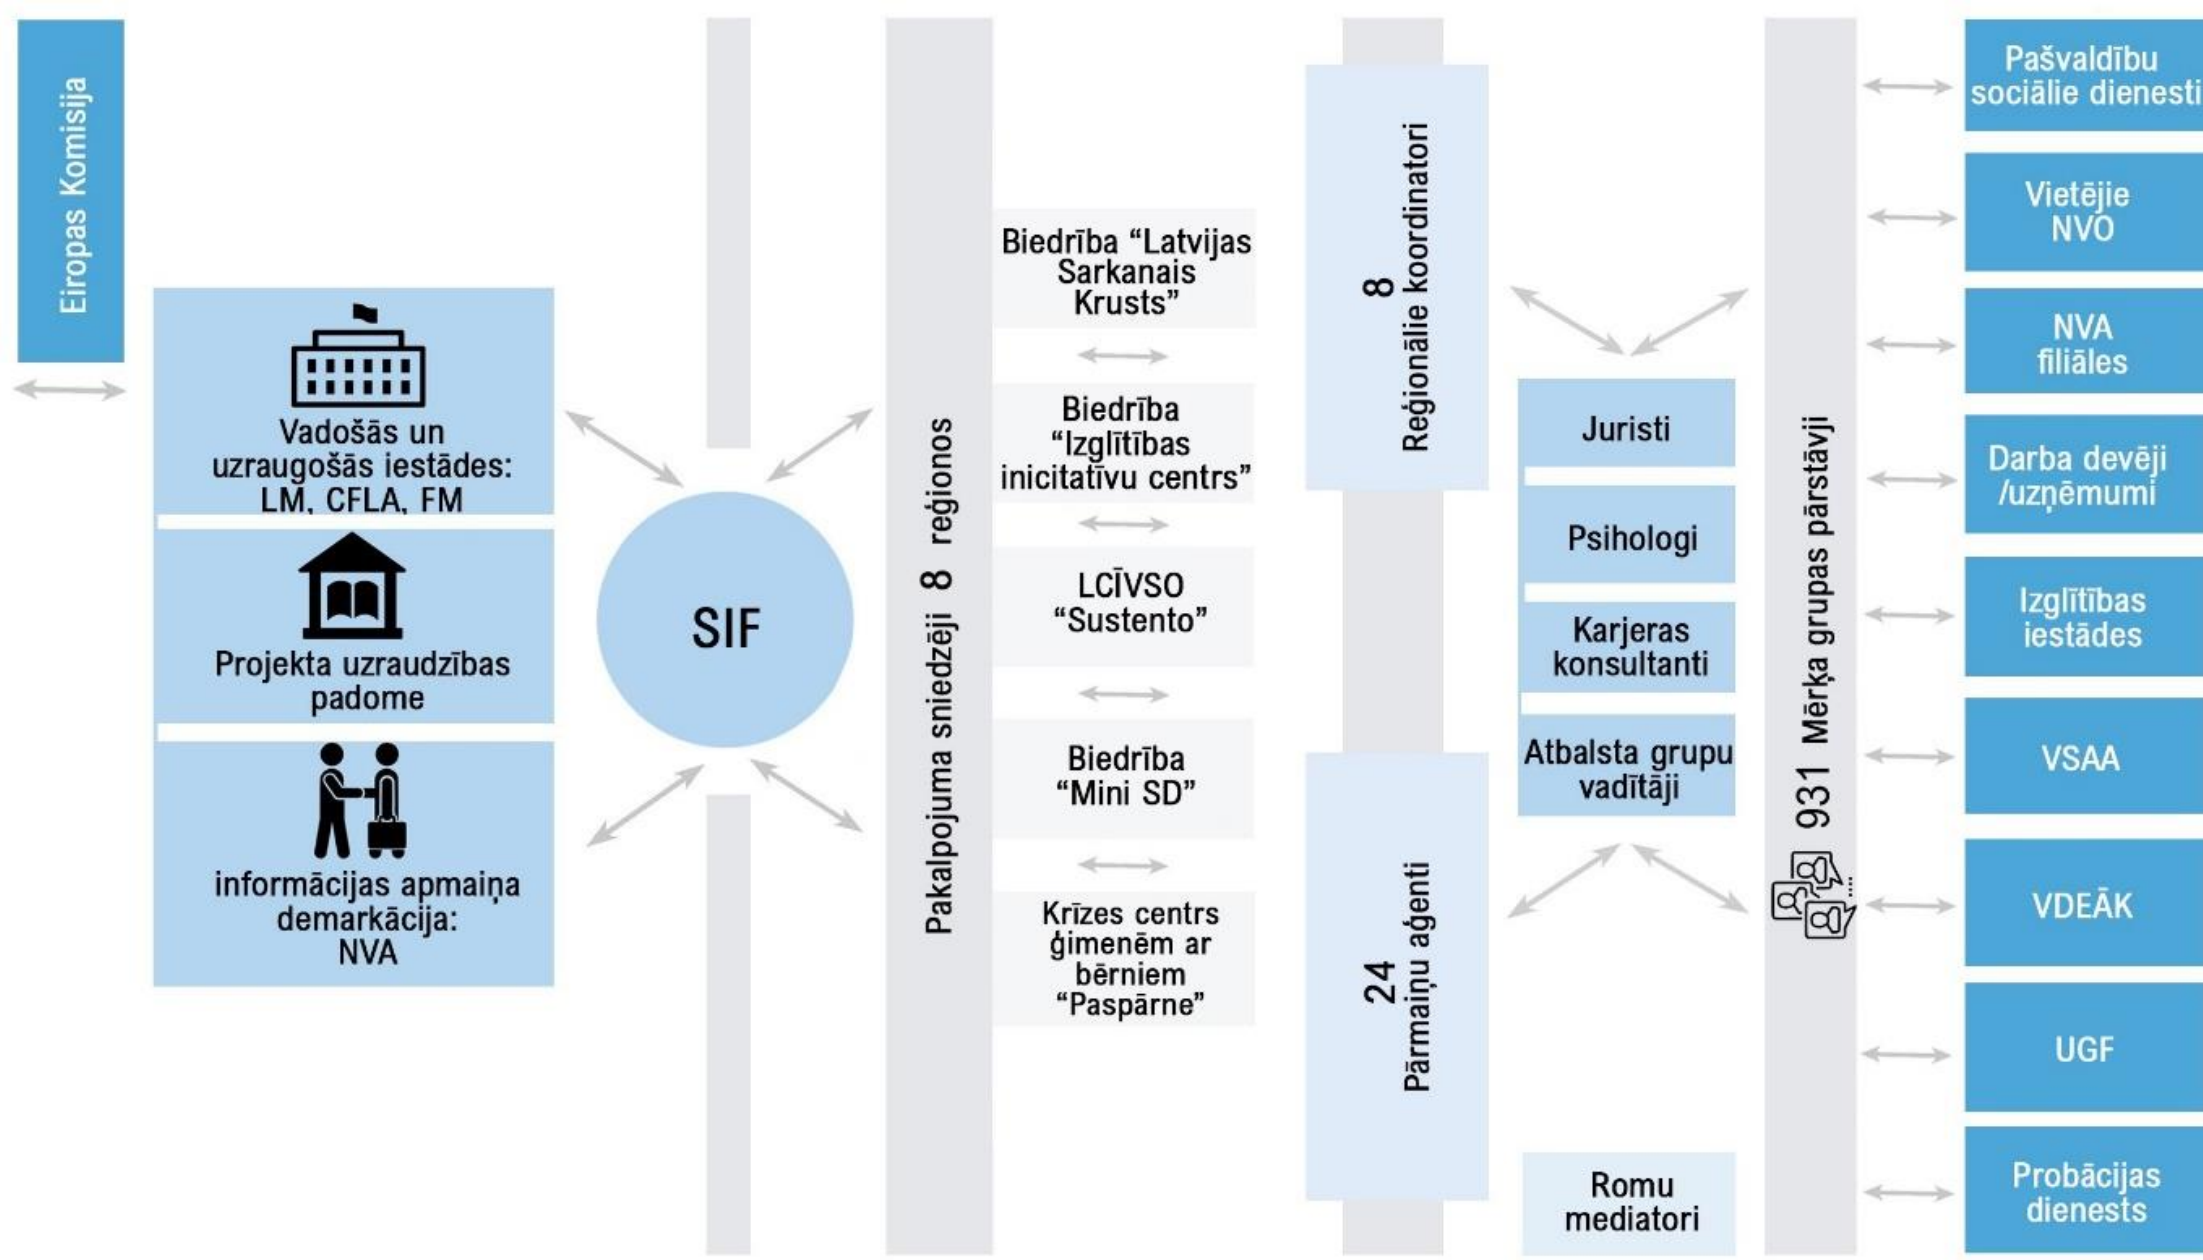 Eiropas Komisija
Vadošās un
uzraugošās iestādes:
LM, CFLA, FM
Projekta uzraudzības
padome
informācijas apmaiņa
demarkācija:
NVA
SIF
Pakalpojuma sniedzēji 8 reģionos
Biedrība “Latvijas
Sarkanais
Krusts”
Biedrība
“Izglītības
inicitatīvu centrs”
LCĪVSO
“Sustento”
Biedrība
“Mini SD”
Krīzes centrs
ģimenēm ar
bērniem
“Paspārne”
8
Reģionālie koordinatori
24
Pārmaiņu aģenti
Juristi
Psihologi
Karjeras
konsultanti
Atbalsta grupu
vadītāji
Romu
mediatori
931 Mērķa grupas pārstāvji
Pašvaldību
sociālie dienesti
Vietējie
NVO
NVA
filiāles
Darba devēji
/uzņēmumi
Izglītības
iestādes
VSAA
VDEĀK
UGF
Probācijas
dienests